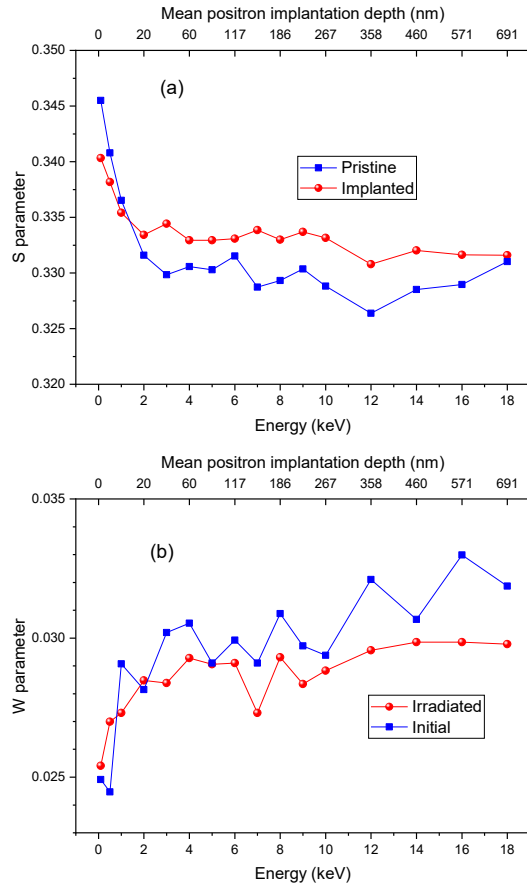 Mean positron implantation depth (nm)
0 20 60 117 186 267 358 460 571 691
0.350
(a)
0.345
0.340
Pristine
Implanted
0.335
0.330
0.325
0.320
S parameter
0 2 4 6 8 10 12 14 16 18
Energy (keV)
Mean positron implantation depth (nm)
0 20 60 117 186 267 358 460 571 691
0.035
(b)
0.030
Irradiated
Initial
0.025
W parameter
0 2 4 6 8 10 12 14 16 18
Energy (keV)